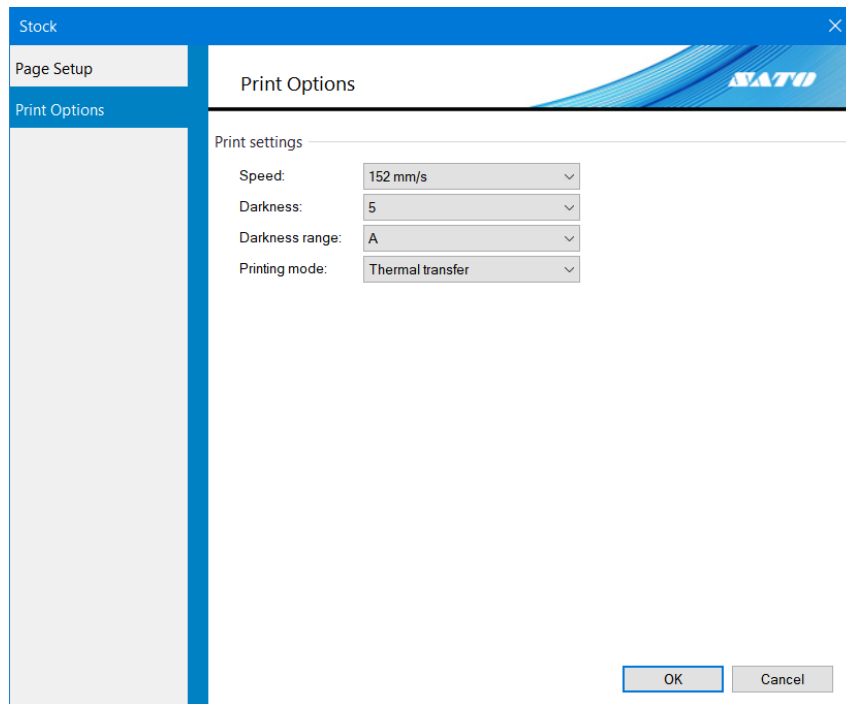 Stock
Page Setup
Print Options
Print Options
SATO
Print settings
Speed: 152 mm/s
Darkness: 5
Darkness range: A
Printing mode: Thermal transfer
OK Cancel